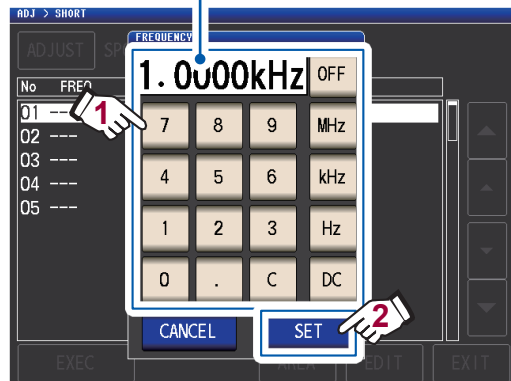 ADJ > SHORT
FREQUENCY
ADJUST SP
1.0000kHz OFF
No FREQ
01 ---
02 ---
03 ---
04 ---
05 ---
1
7 8 9 MHz
4 5 6 kHz
1 2 3 Hz
0 . C DC
CANCEL SET
2
EXEC EDIT EXIT